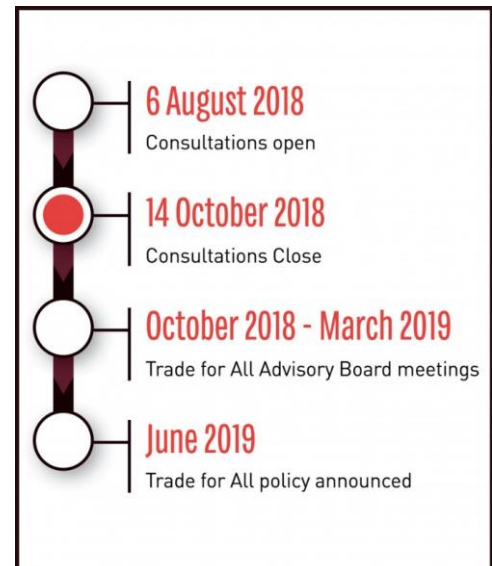 6 August 2018
Consultations open
14 October 2018
Consultations Close
October 2018 - March 2019
Trade for All Advisory Board meetings
June 2019
Trade for All policy announced